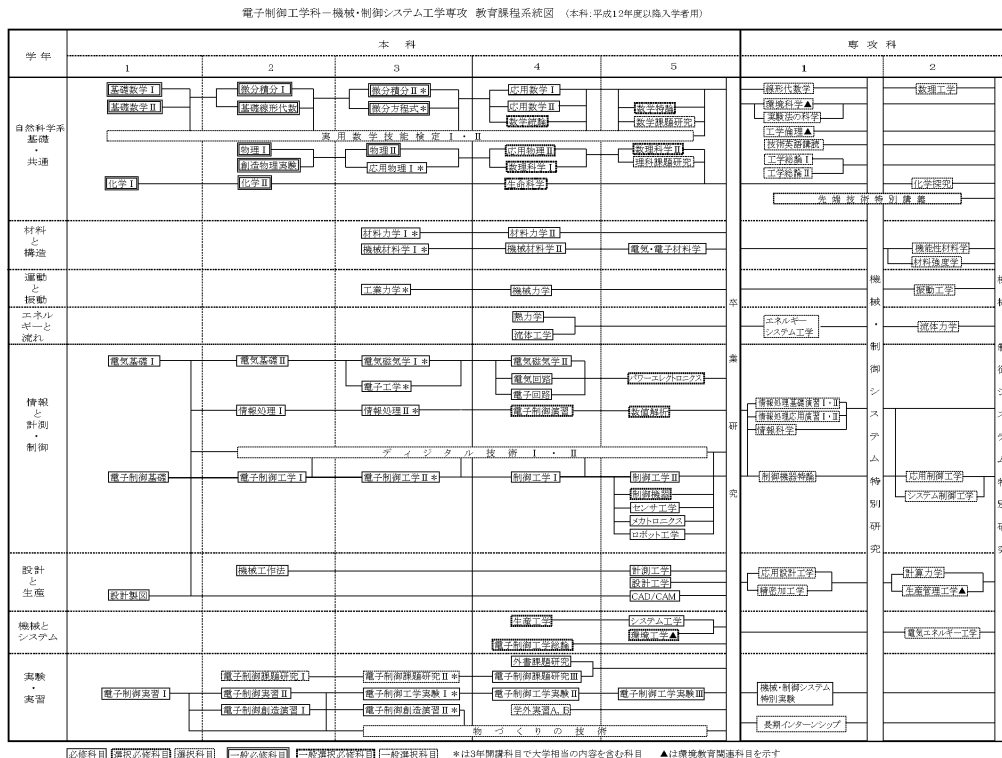 電子制御工学科－機械・制御システム工学専攻 教育課程系統図 (本科:平成12年度以降入学者用)
学年 本科 専攻科
1 2 3 4 5 1 2
自然科学系基礎・共通
基礎数学Ⅰ 微分積分Ⅰ 微分積分Ⅱ＊ 応用数学Ⅰ 線形代数学 数理工学
基礎数学Ⅱ 基礎線形代数 微分方程式＊ 応用数学Ⅱ 数学特論 環境科学▲
数学総論 数学課題研究 実験法の科学
実用数学技能検定Ⅰ・Ⅱ 工学倫理▲
物理Ⅰ 物理Ⅱ 応用物理Ⅱ 数理科学Ⅱ 技術英語講読
創造物理実験 応用物理Ⅰ＊ 数理科学Ⅰ 理科課題研究 工学総論Ⅰ
工学総論Ⅱ
化学Ⅰ 化学Ⅱ 生命科学 化学探究
先端技術特別講義
材料と構造
材料力学Ⅰ＊ 材料力学Ⅱ
機械材料学Ⅰ＊ 機械材料学Ⅱ 電気・電子材料学 機能性材料学
材料強度学
運動と振動
工業力学＊ 機械力学 振動工学
エネルギーと流れ
熱力学 エネルギーシステム工学 流体力学
流体工学
情報と計測・制御
電気基礎Ⅰ 電気基礎Ⅱ 電気磁気学Ⅰ＊ 電気磁気学Ⅱ
電子工学＊ 電気回路 パワーエレクトロニクス
電子回路
情報処理Ⅰ 情報処理Ⅱ＊ 電子制御演習 数値解析 情報処理基礎演習Ⅰ・Ⅱ
情報処理応用演習Ⅰ・Ⅱ
情報科学
ディジタル技術Ⅰ・Ⅱ
電子制御基礎 電子制御工学Ⅰ 電子制御工学Ⅱ＊ 制御工学Ⅰ 制御工学Ⅱ 制御機器特論 応用制御工学
制御機器 システム制御工学
センサ工学
メカトロニクス
ロボット工学
卒業研究
機械・制御システム特別研究
機械・制御システム特別研究
設計と生産
機械工作法 計測工学 応用設計工学 計算力学
設計工学 精密加工学 生産管理工学▲
設計製図 CAD/CAM
機械とシステム
生産工学 システム工学
環境工学▲ 電気エネルギー工学
電子制御工学総論
実験・実習
外書課題研究
電子制御課題研究Ⅰ 電子制御課題研究Ⅱ＊ 電子制御課題研究Ⅲ
電子制御実習Ⅰ 電子制御実習Ⅱ 電子制御工学実験Ⅰ＊ 電子制御工学実験Ⅱ 電子制御工学実験Ⅲ 機械・制御システム特別実験
電子制御創造演習Ⅰ 電子制御創造演習Ⅱ＊ 学外実習A, B 長期インターンシップ
物づくりの技術
必修科目 選択必修科目 選択科目 一般必修科目 一般選択必修科目 一般選択科目 ＊は3年開講科目で大学相当の内容を含む科目 ▲は環境教育関連科目を示す